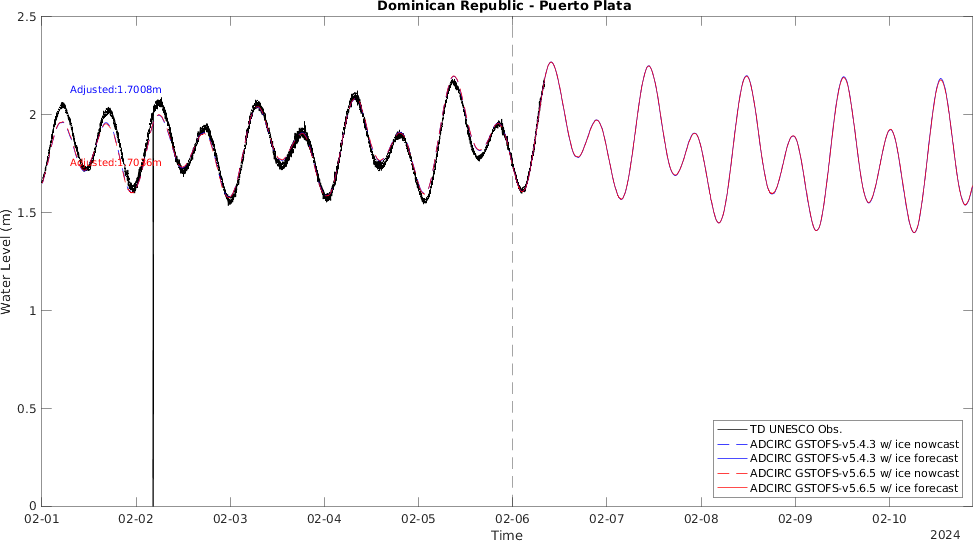 Dominican Republic - Puerto Plata
2.5
2
1.5
1
0.5
0
Water Level (m)
Adjusted:1.7008m
Adjusted:1.7036m
TD UNESCO Obs.
ADCIRC GSTOFS-v5.4.3 w/ ice nowcast
ADCIRC GSTOFS-v5.4.3 w/ ice forecast
ADCIRC GSTOFS-v5.6.5 w/ ice nowcast
ADCIRC GSTOFS-v5.6.5 w/ ice forecast
02-01 02-02 02-03 02-04 02-05 02-06 02-07 02-08 02-09 02-10
Time
2024